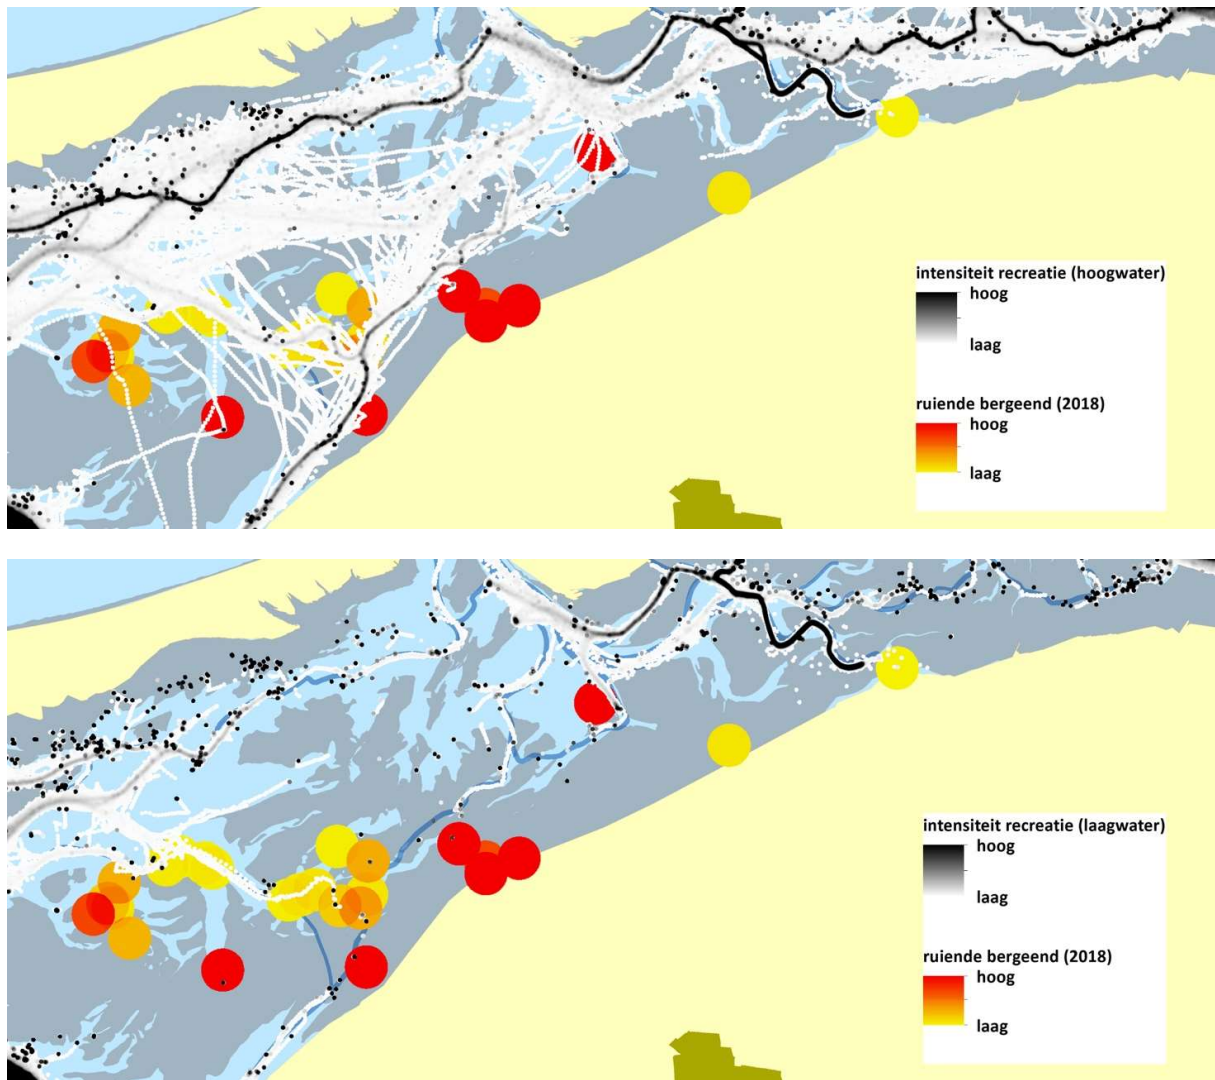 intensiteit recreatie (hoogwater)
hoog
laag
ruiende bergeend (2018)
hoog
laag
intensiteit recreatie (laagwater)
hoog
laag
ruiende bergeend (2018)
hoog
laag